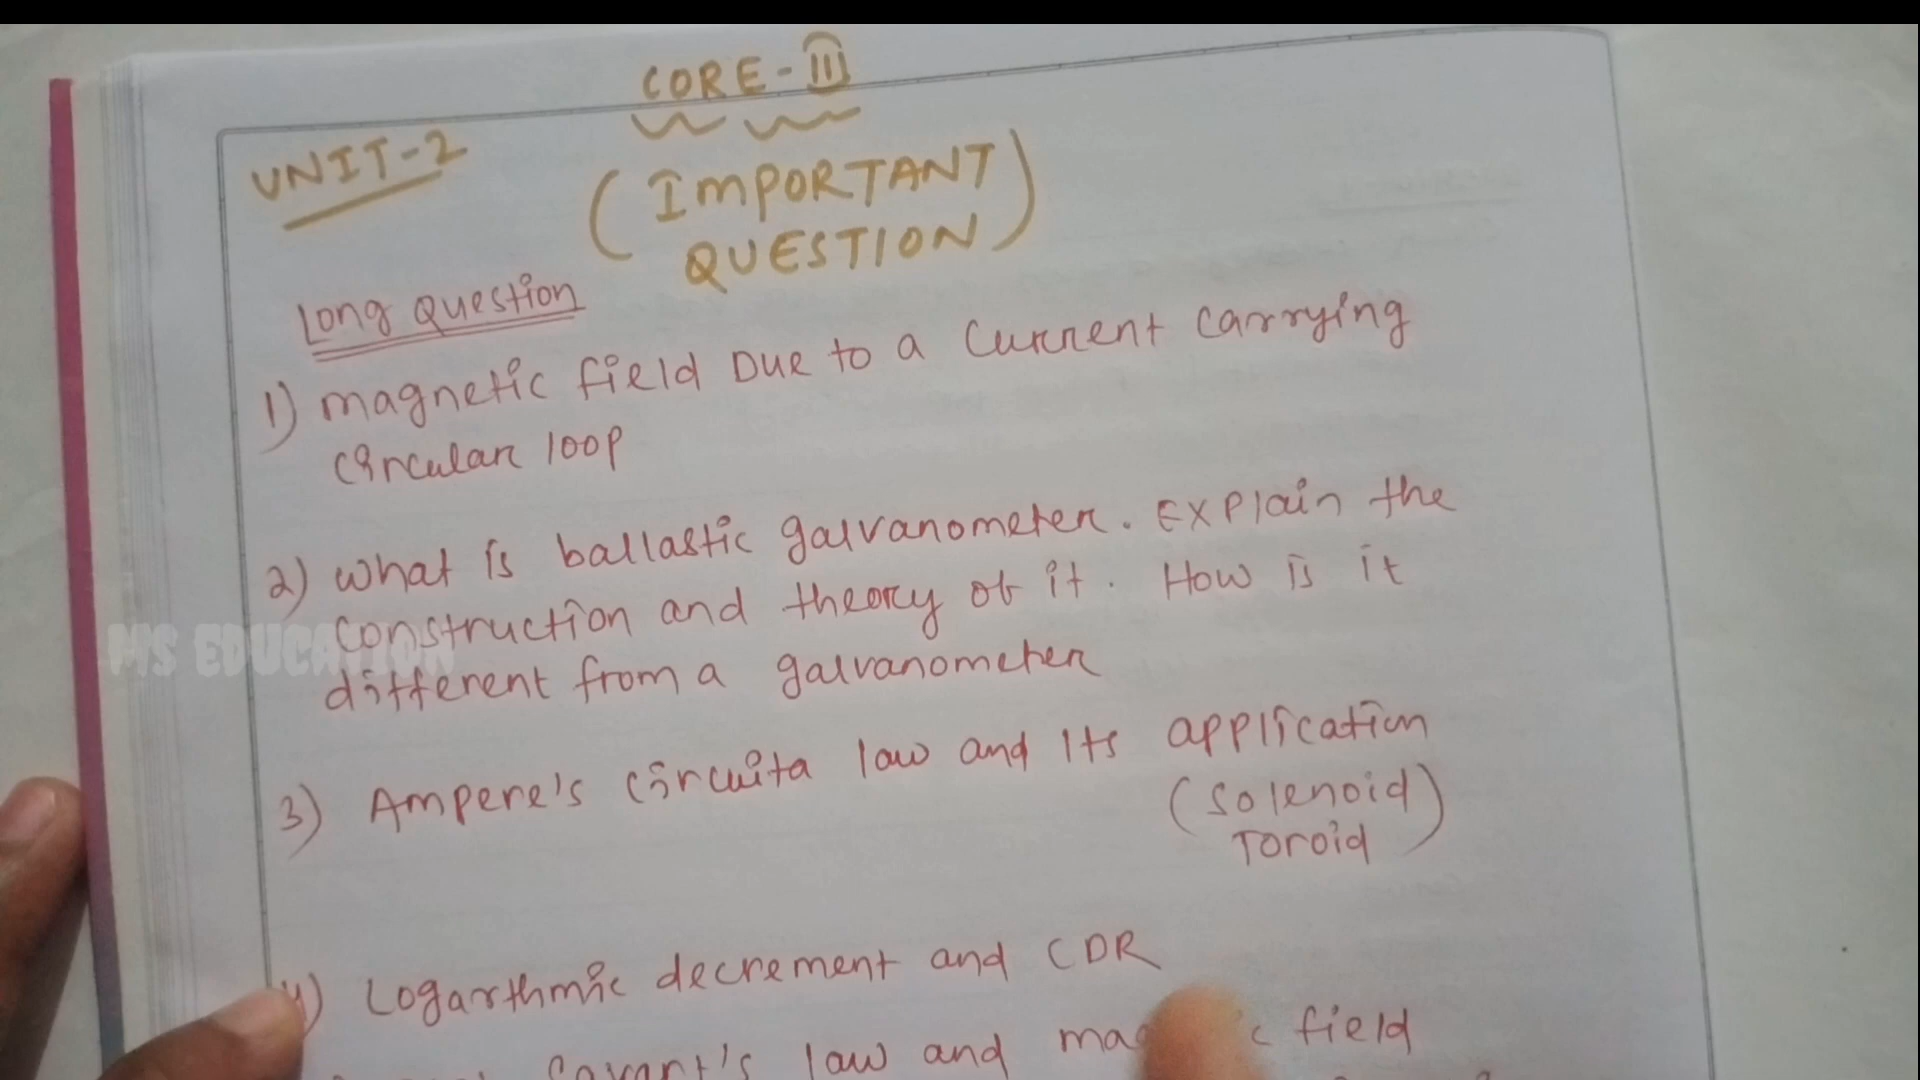 CORE-III
UNIT-2
(IMPORTANT
QUESTION)
Long Question
1) magnetic field Due to a Current carrying
circular loop
2) What is ballastic galvanometer. Explain the
construction and theory of it. How is it
different from a galvanometer
3) Ampere's circuita law and Its application
(Solenoid
Toroid)
4) Logarthmic decrement and CDR
law and field
MS EDUCATION